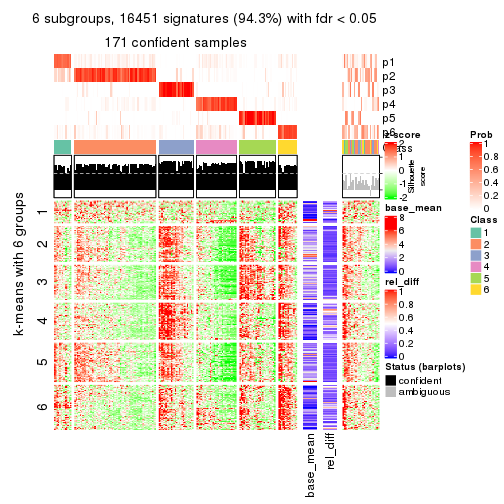 6 subgroups, 16451 signatures (94.3%) with fdr < 0.05
171 confident samples
p1
p2
p3
p4
p5
p6
Class
Silhouette
score
k-means with 6 groups
1
2
3
4
5
6
base_mean
rel_diff
z-score
2
1
0
-1
-2
base_mean
8
6
4
2
0
rel_diff
1
0.8
0.6
0.4
0.2
0
Status (barplots)
confident
ambiguous
Prob
1
0.8
0.6
0.4
0.2
0
Class
1
2
3
4
5
6